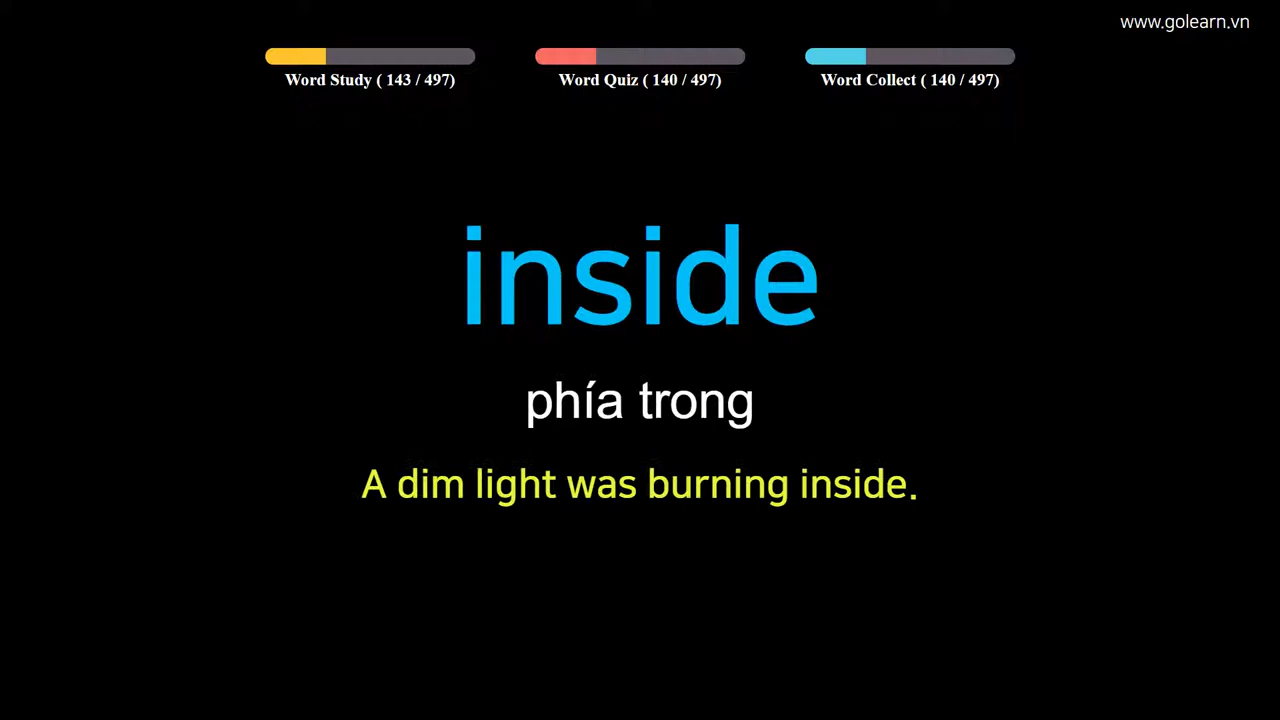 www.golearn.vn
Word Study ( 143 / 497)
Word Quiz ( 140 / 497)
Word Collect ( 140 / 497)
inside
phía trong
A dim light was burning inside.